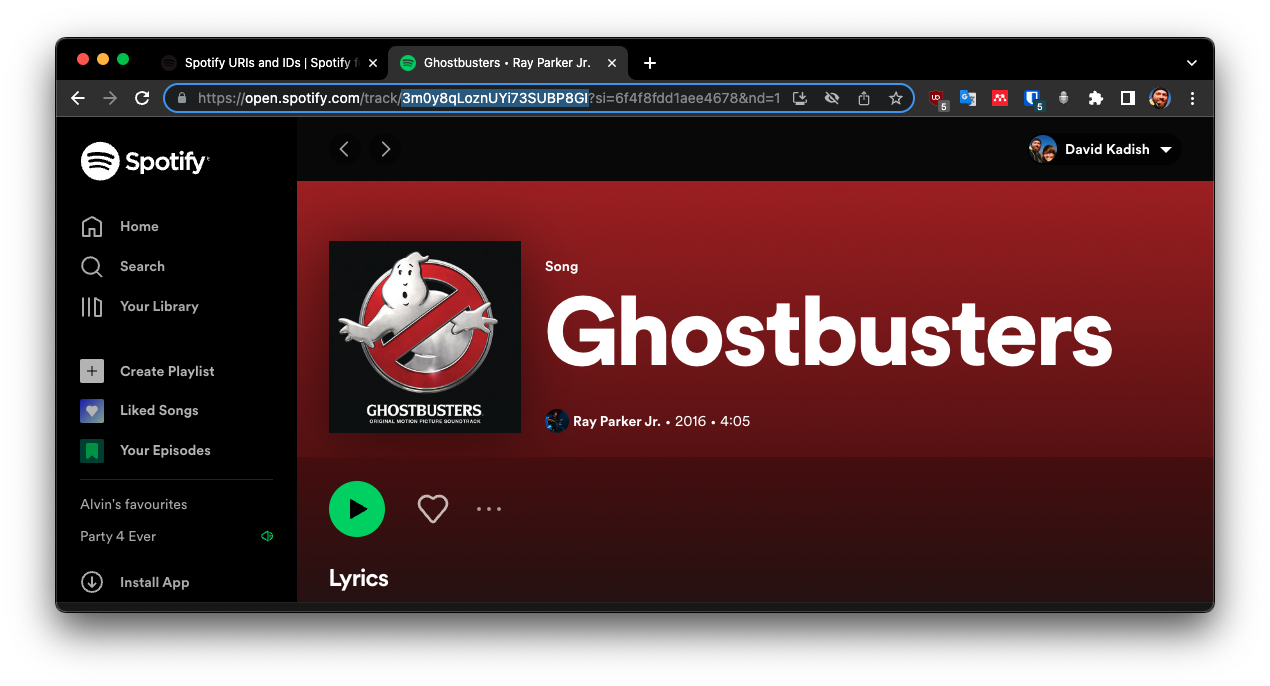 Spotify URIs and IDs | Spotify f
Ghostbusters • Ray Parker Jr.
https://open.spotify.com/track/3m0y8qLoznUYi73SUBP8GI?si=6f4f8fdd1aee4678&nd=1
UD 5
G
5
Spotify
David Kadish
Home
Search
Your Library
Create Playlist
Liked Songs
Your Episodes
Alvin's favourites
Party 4 Ever
Install App
GHOSTBUSTERS
ORIGINAL MOTION PICTURE SOUNDTRACK
Song
Ghostbusters
Ray Parker Jr. • 2016 • 4:05
Lyrics